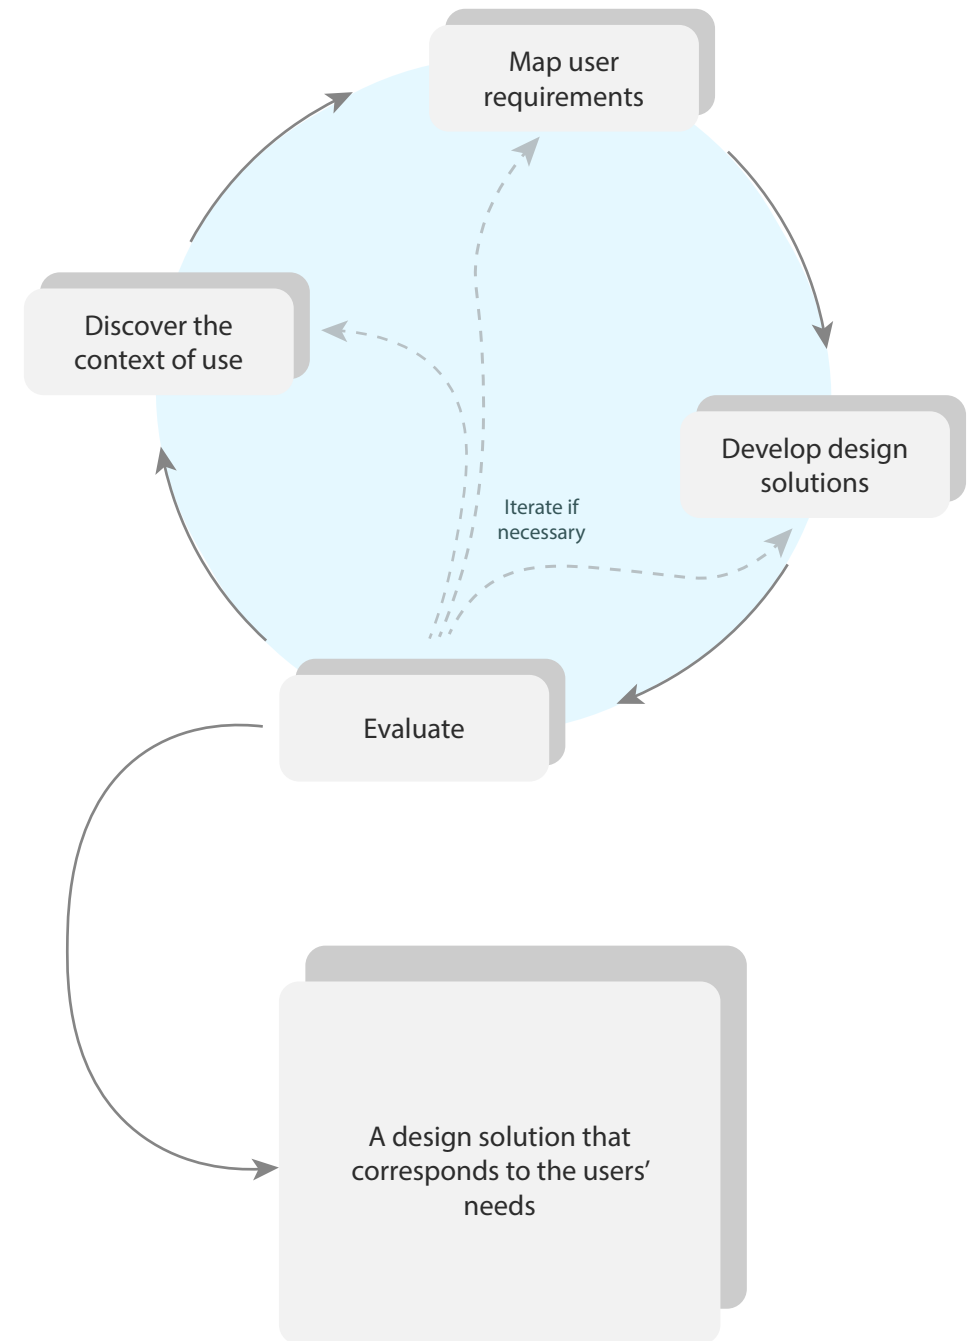 Map user
requirements
Discover the
context of use
Develop design
solutions
Iterate if
necessary
Evaluate
A design solution that
corresponds to the users’
needs